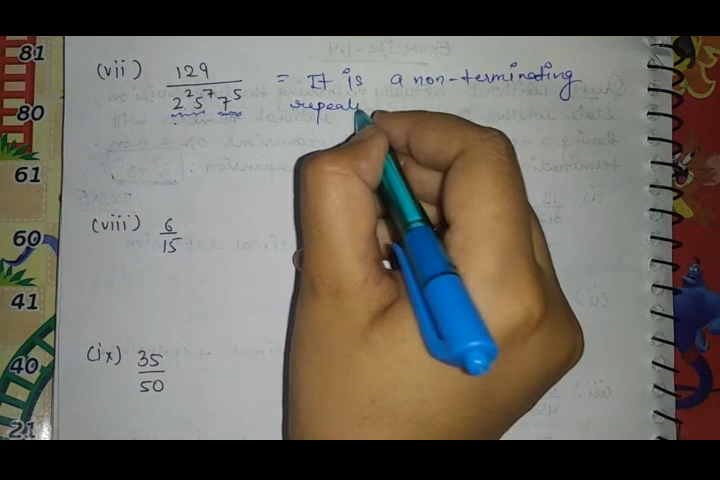 81
80
61
60
41
40
21
(vii) 129 = It is a non-terminating
2²5⁷7⁵ repeati
(viii) 6
15
(ix) 35
50